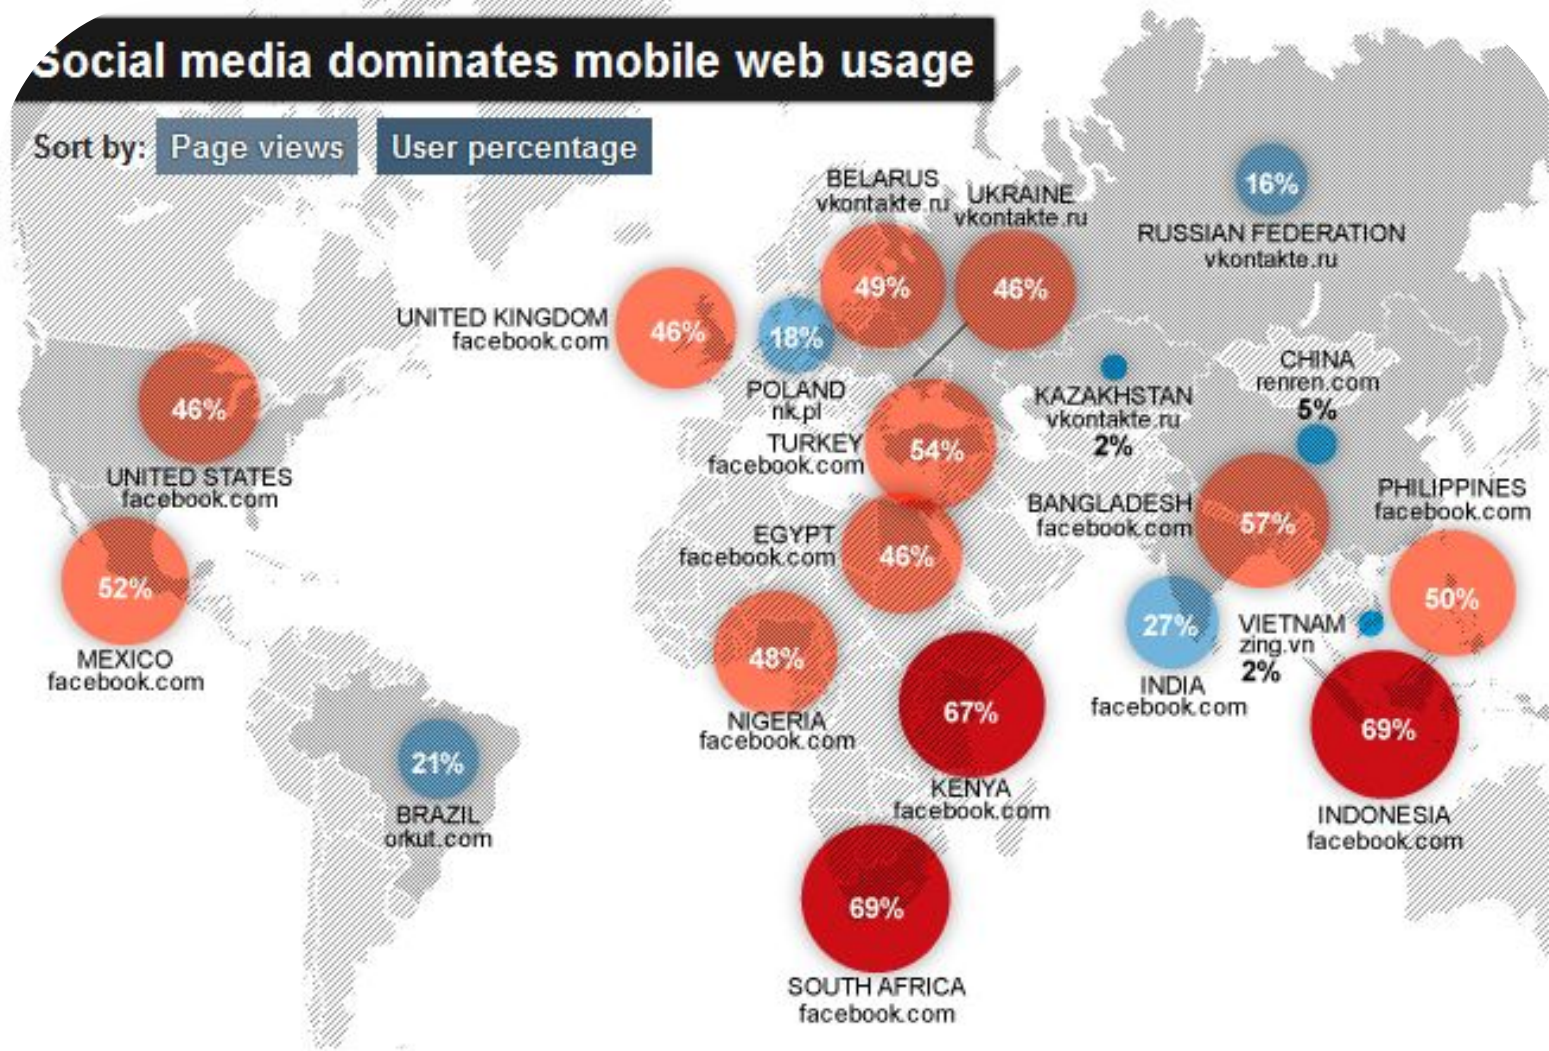 Social media dominates mobile web usage
Sort by: Page views User percentage
BELARUS
vkontakte.ru
49%
UKRAINE
vkontakte.ru
46%
16%
RUSSIAN FEDERATION
vkontakte.ru
UNITED KINGDOM
facebook.com
46%
18%
POLAND
nk.pl
KAZAKHSTAN
vkontakte.ru
2%
CHINA
renren.com
5%
46%
UNITED STATES
facebook.com
TURKEY
facebook.com
54%
BANGLADESH
facebook.com
57%
PHILIPPINES
facebook.com
50%
EGYPT
facebook.com
46%
52%
MEXICO
facebook.com
48%
NIGERIA
facebook.com
27%
INDIA
facebook.com
VIETNAM
zing.vn
2%
67%
KENYA
facebook.com
69%
INDONESIA
facebook.com
21%
BRAZIL
orkut.com
69%
SOUTH AFRICA
facebook.com